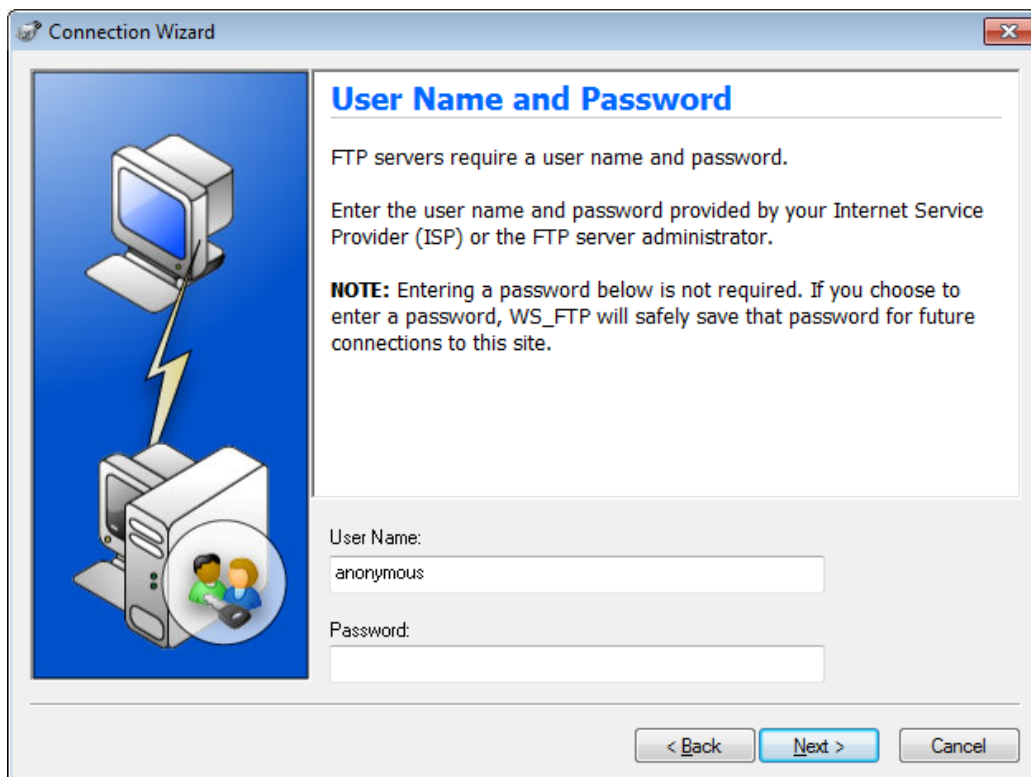 Connection Wizard
User Name and Password
FTP servers require a user name and password.
Enter the user name and password provided by your Internet Service
Provider (ISP) or the FTP server administrator.
NOTE: Entering a password below is not required. If you choose to
enter a password, WS_FTP will safely save that password for future
connections to this site.
User Name:
anonymous
Password:
< Back
Next >
Cancel